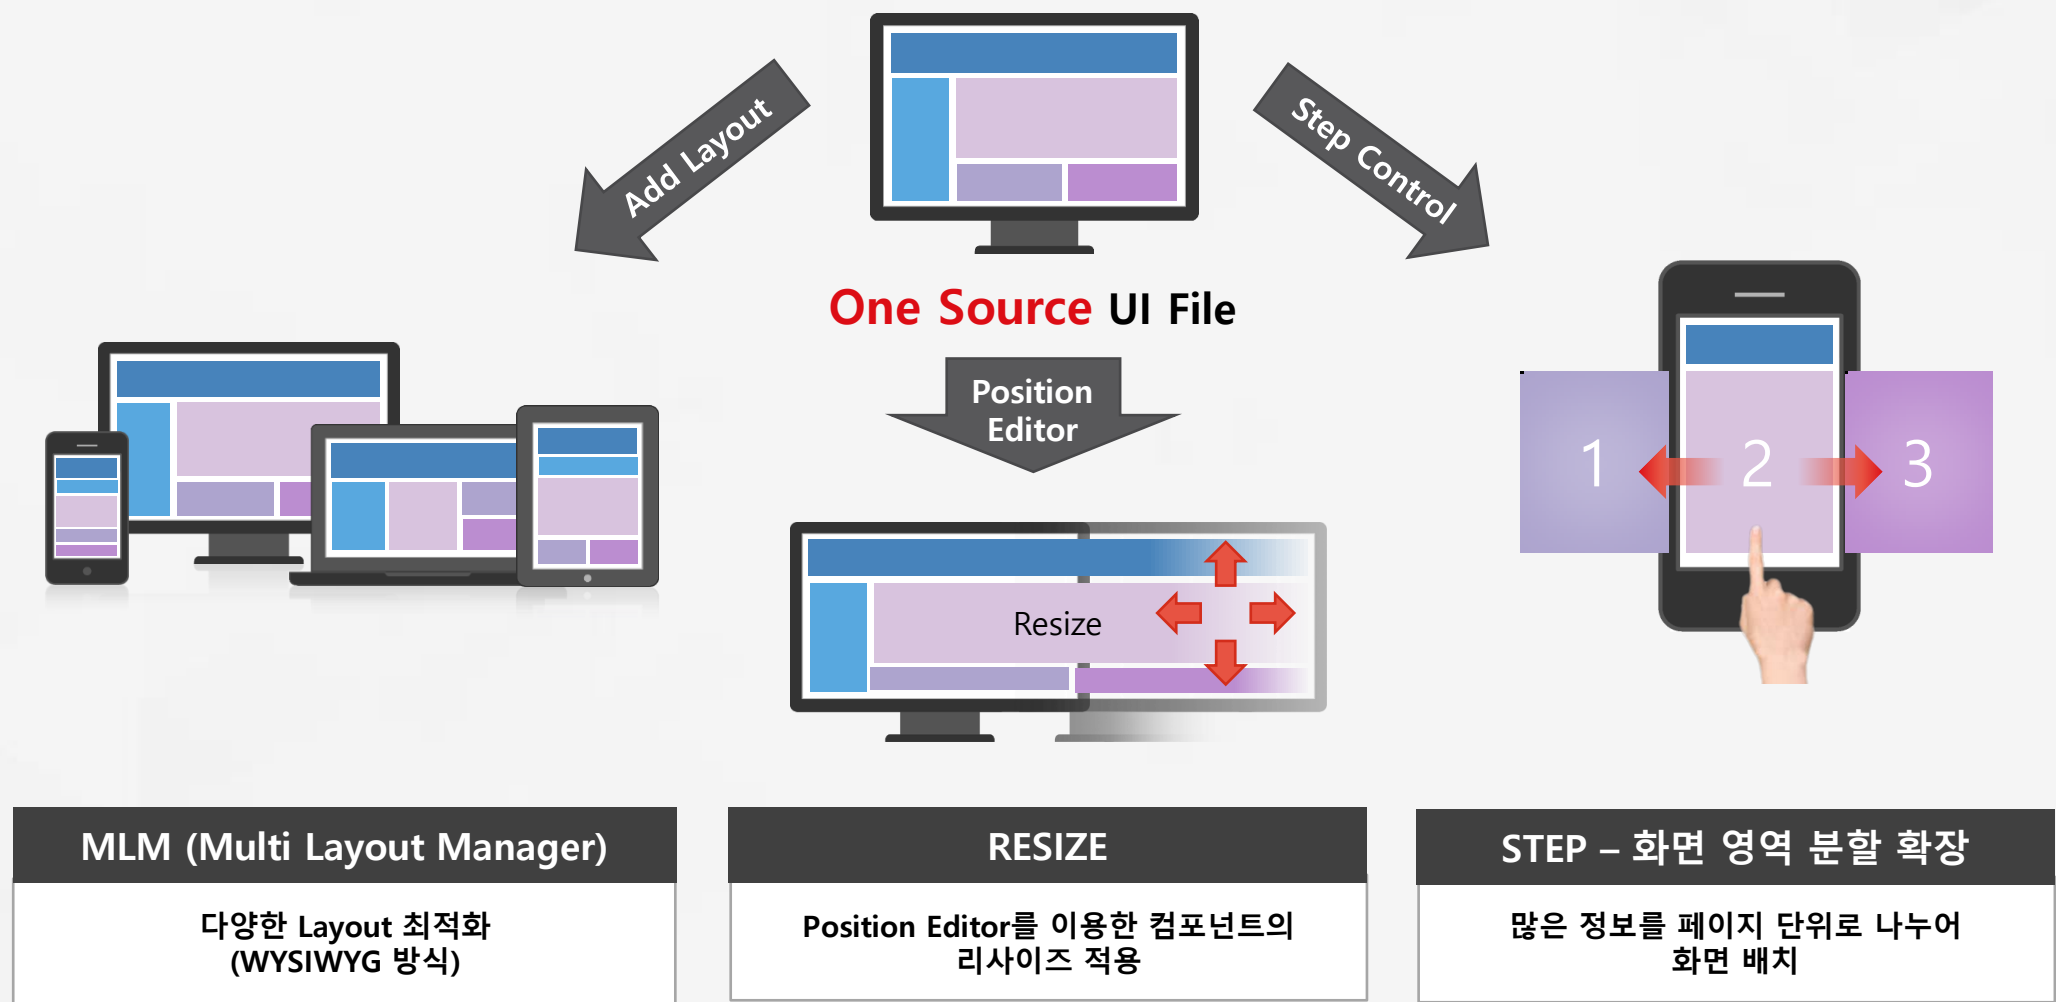 Add Layout
Step Control
One Source UI File
Position
Editor
1
2
3
Resize
MLM (Multi Layout Manager)
다양한 Layout 최적화
(WYSIWYG 방식)
RESIZE
Position Editor를 이용한 컴포넌트의
리사이즈 적용
STEP – 화면 영역 분할 확장
많은 정보를 페이지 단위로 나누어
화면 배치